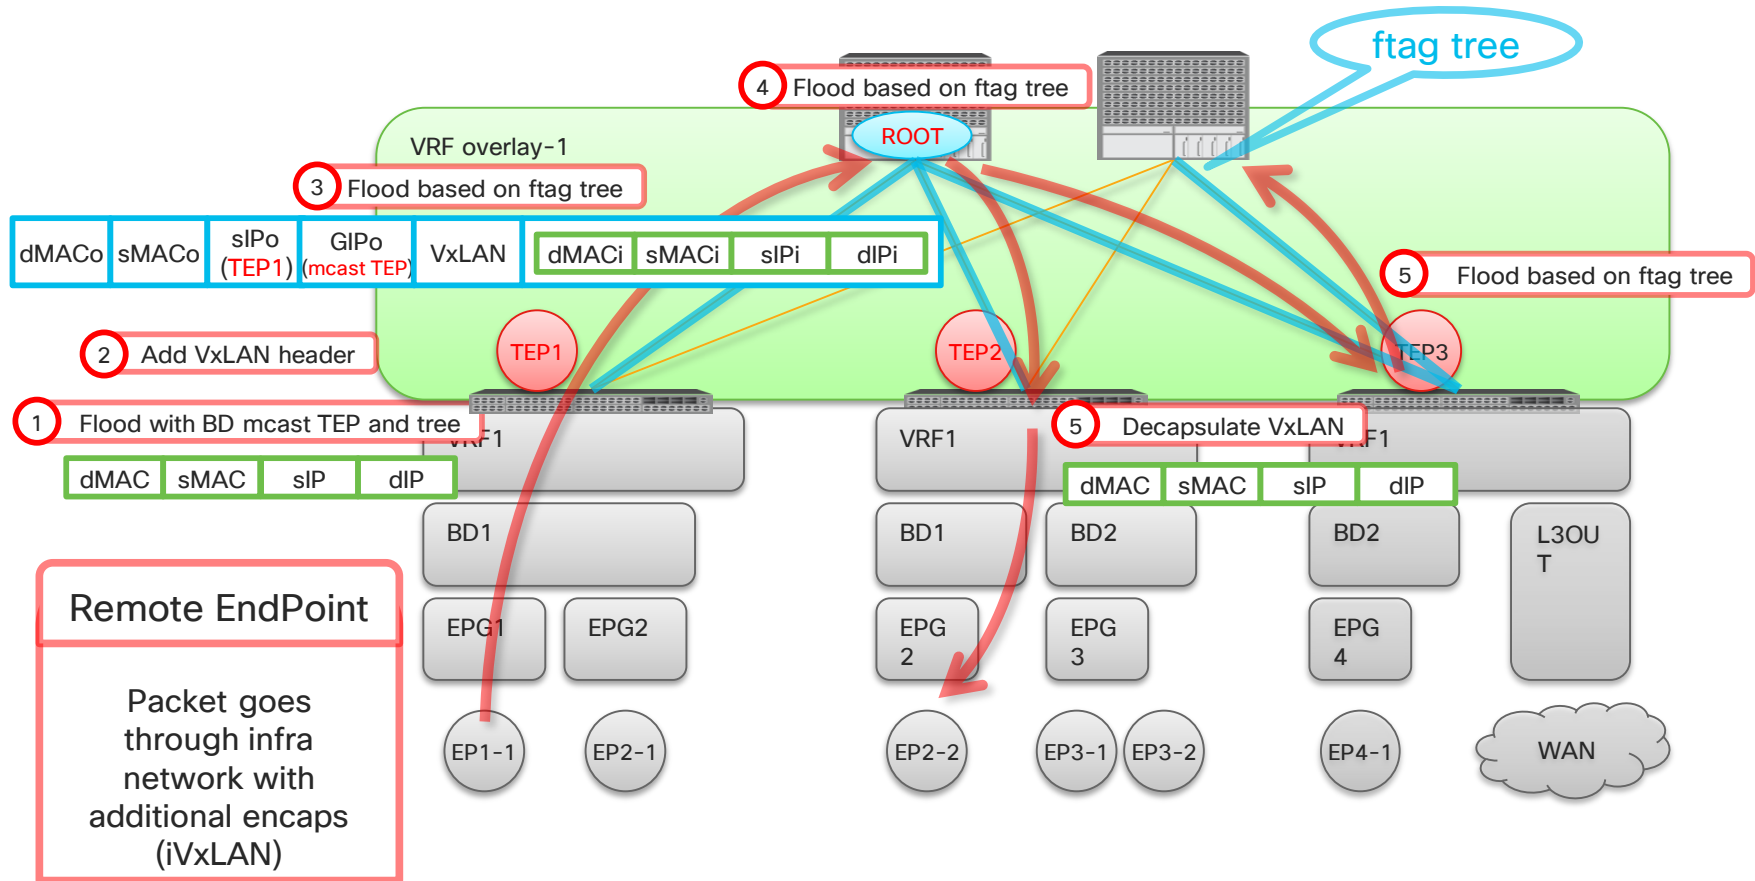 ftag tree
4 Flood based on ftag tree
ROOT
VRF overlay-1
3 Flood based on ftag tree
dMACo sMACo sIPo (TEP1) GIPo (mcast TEP) VxLAN dMACi sMACi sIPi dIPi
5 Flood based on ftag tree
2 Add VxLAN header
TEP1
TEP2
TEP3
1 Flood with BD mcast TEP and tree
5 Decapsulate VxLAN
VRF1
VRF1
VRF1
dMAC sMAC sIP dIP
dMAC sMAC sIP dIP
BD1
BD1
BD2
BD2
L3OU
T
Remote EndPoint
Packet goes
through infra
network with
additional encaps
(iVxLAN)
EPG1
EPG2
EPG
2
EPG
3
EPG
4
EP1-1
EP2-1
EP2-2
EP3-1
EP3-2
EP4-1
WAN